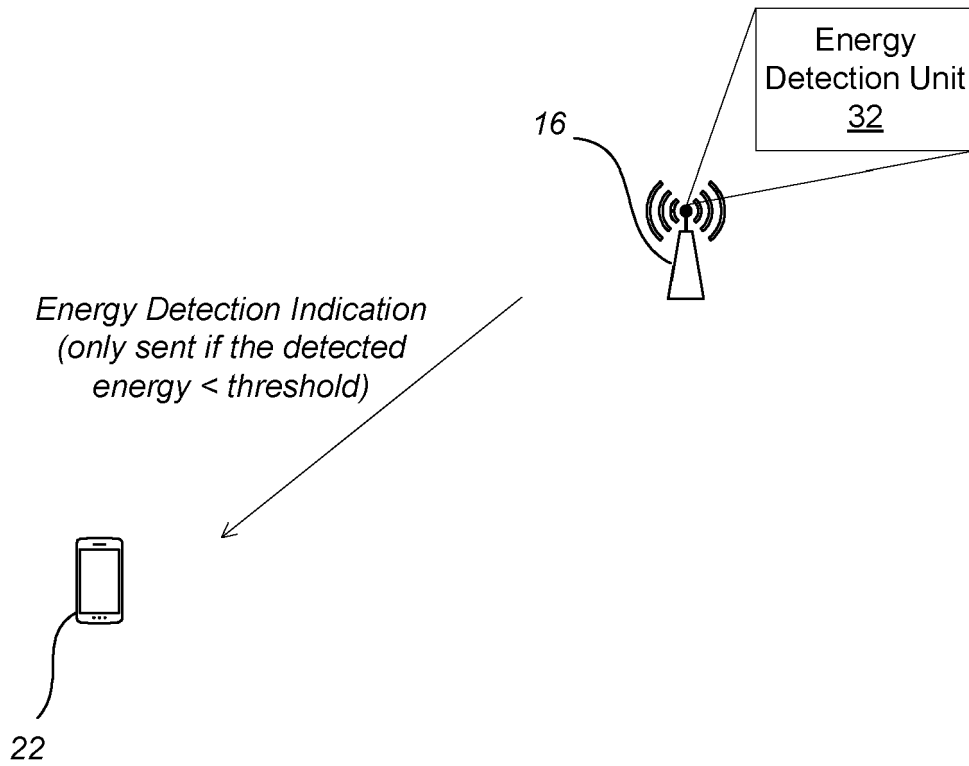 Energy
Detection Unit
32
16
Energy Detection Indication
(only sent if the detected
energy < threshold)
22